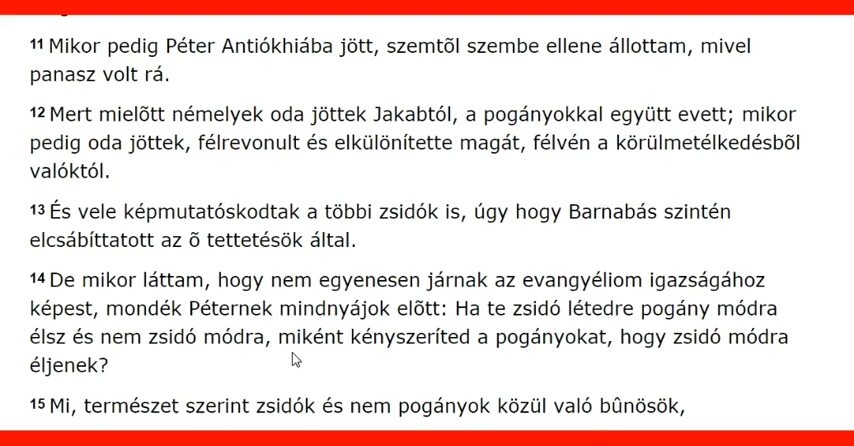 11 Mikor pedig Péter Antiókhiába jött, szemtõl szembe ellene állottam, mivel
panasz volt rá.
12 Mert mielõtt némelyek oda jöttek Jakabtól, a pogányokkal együtt evett; mikor
pedig oda jöttek, félrevonult és elkülönítette magát, félvén a körülmetélkedésbõl
valóktól.
13 És vele képmutatóskodtak a többi zsidók is, úgy hogy Barnabás szintén
elcsábíttatott az õ tettetésök által.
14 De mikor láttam, hogy nem egyenesen járnak az evangyéliom igazságához
képest, mondék Péternek mindnyájok elõtt: Ha te zsidó létedre pogány módra
élsz és nem zsidó módra, miként kényszeríted a pogányokat, hogy zsidó módra
éljenek?
15 Mi, természet szerint zsidók és nem pogányok közül való bûnösök,